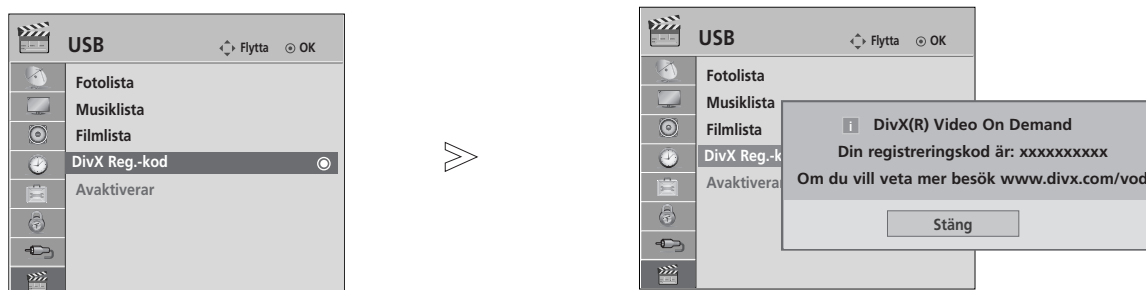 USB
Flytta OK
Fotolista
Musiklista
Filmlista
DivX Reg.-kod
Avaktiverar
USB
Flytta OK
Fotolista
Musiklista
Filmlista
DivX Reg.-k
Avaktiverar
DivX(R) Video On Demand
Din registreringskod är: xxxxxxxxxx
Om du vill veta mer besök www.divx.com/vod
Stäng